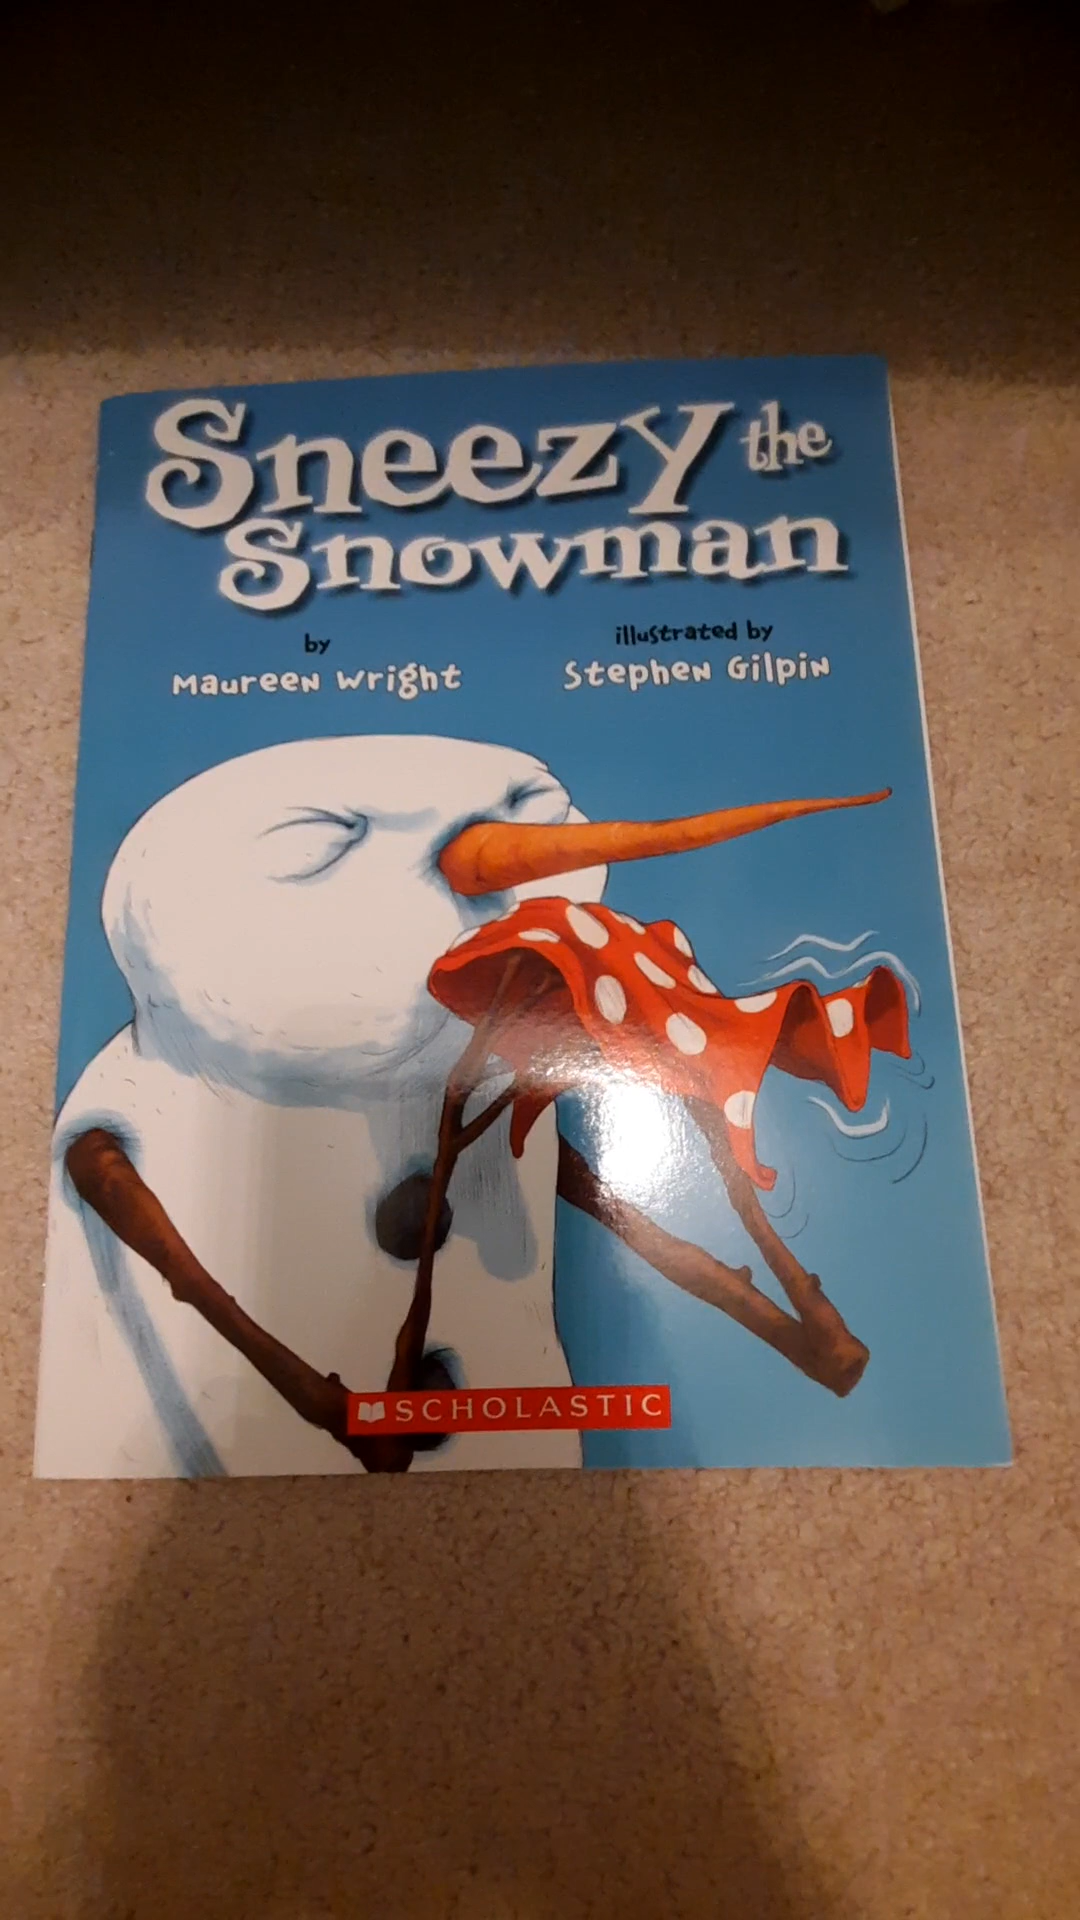 Sneezy the
Snowman
by
Maureen Wright
illustrated by
Stephen Gilpin
SCHOLASTIC